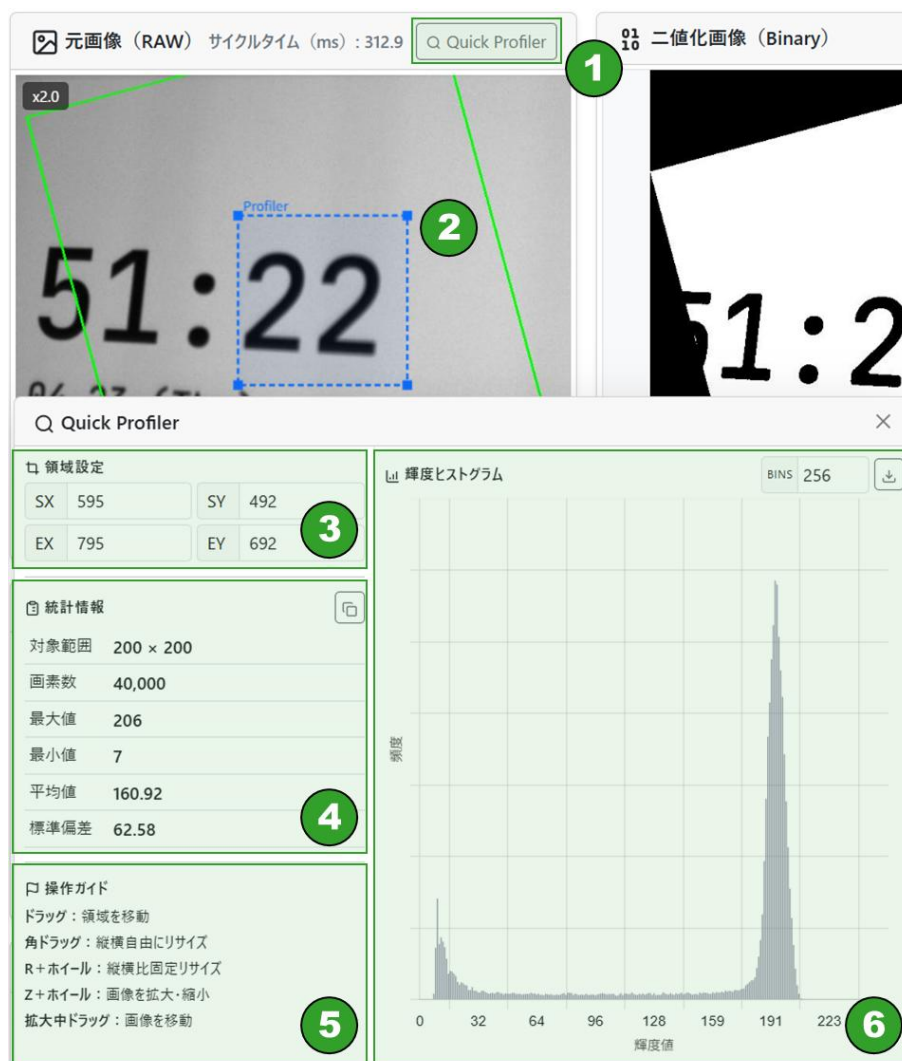 元画像（RAW） サイクルタイム（ms）: 312.9 Quick Profiler
1
二値化画像（Binary）
x2.0
Profiler
2
51:22
51:2
Quick Profiler
領域設定
SX 595 SY 492
EX 795 EY 692
3
統計情報
対象範囲 200 × 200
画素数 40,000
最大値 206
最小値 7
平均値 160.92
標準偏差 62.58
4
操作ガイド
ドラッグ：領域を移動
角ドラッグ：縦横自由にリサイズ
R＋ホイール：縦横比固定リサイズ
Z＋ホイール：画像を拡大・縮小
拡大中ドラッグ：画像を移動
5
輝度ヒストグラム
BINS 256
頻度
0 32 64 96 128 159 191 223
輝度値
6